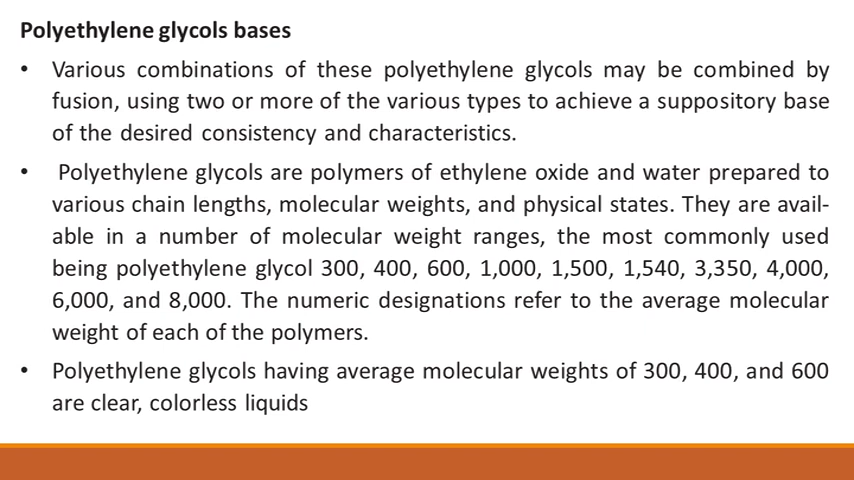 Polyethylene glycols bases
• Various combinations of these polyethylene glycols may be combined by
fusion, using two or more of the various types to achieve a suppository base
of the desired consistency and characteristics.
• Polyethylene glycols are polymers of ethylene oxide and water prepared to
various chain lengths, molecular weights, and physical states. They are avail-
able in a number of molecular weight ranges, the most commonly used
being polyethylene glycol 300, 400, 600, 1,000, 1,500, 1,540, 3,350, 4,000,
6,000, and 8,000. The numeric designations refer to the average molecular
weight of each of the polymers.
• Polyethylene glycols having average molecular weights of 300, 400, and 600
are clear, colorless liquids